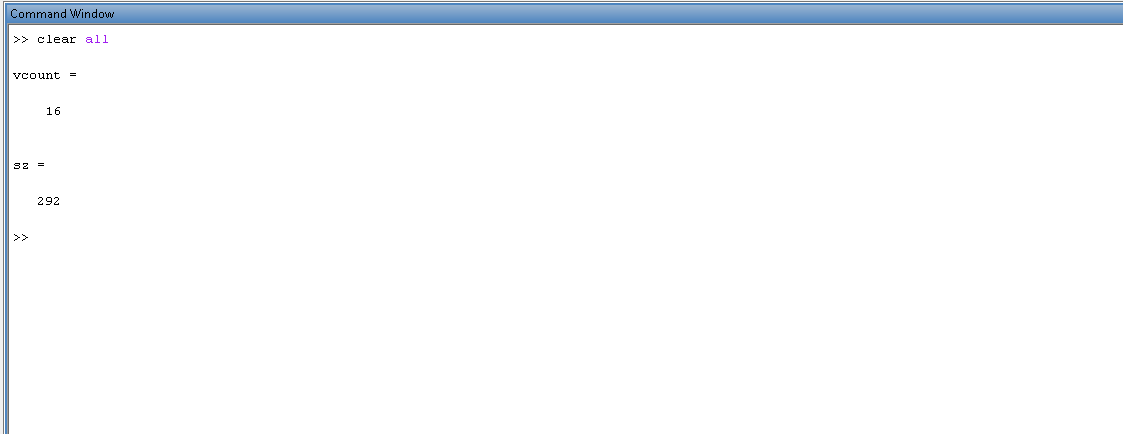 Command Window
>> clear all
vcount =
16
sz =
292
>>